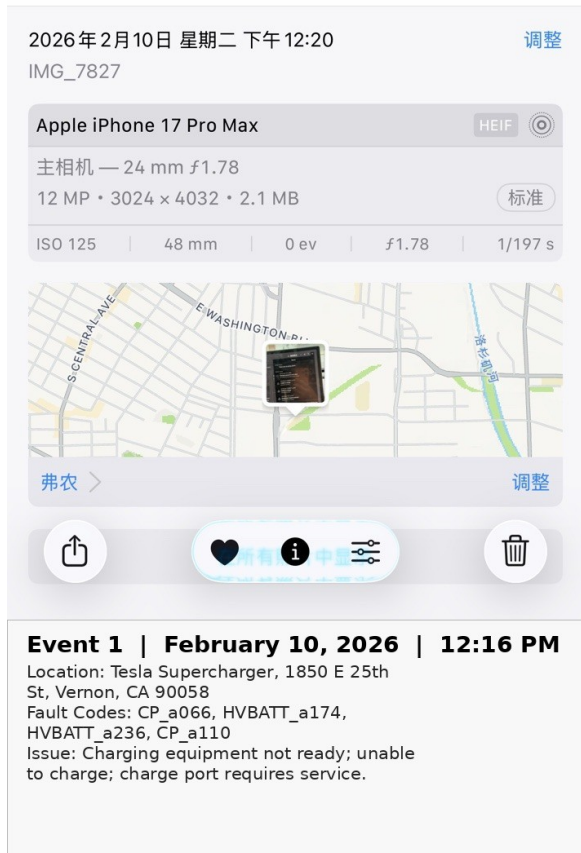 2026年2月10日 星期二 下午12:20
调整
IMG_7827
Apple iPhone 17 Pro Max
HEIF
主相机 — 24 mm ƒ1.78
12 MP • 3024 × 4032 • 2.1 MB
标准
ISO 125
48 mm
0 ev
ƒ1.78
1/197 s
S CENTRAL AVE
E WASHINGTON
洛杉矶河
弗农
调整
Event 1 | February 10, 2026 | 12:16 PM
Location: Tesla Supercharger, 1850 E 25th
St, Vernon, CA 90058
Fault Codes: CP_a066, HVBATT_a174,
HVBATT_a236, CP_a110
Issue: Charging equipment not ready; unable
to charge; charge port requires service.